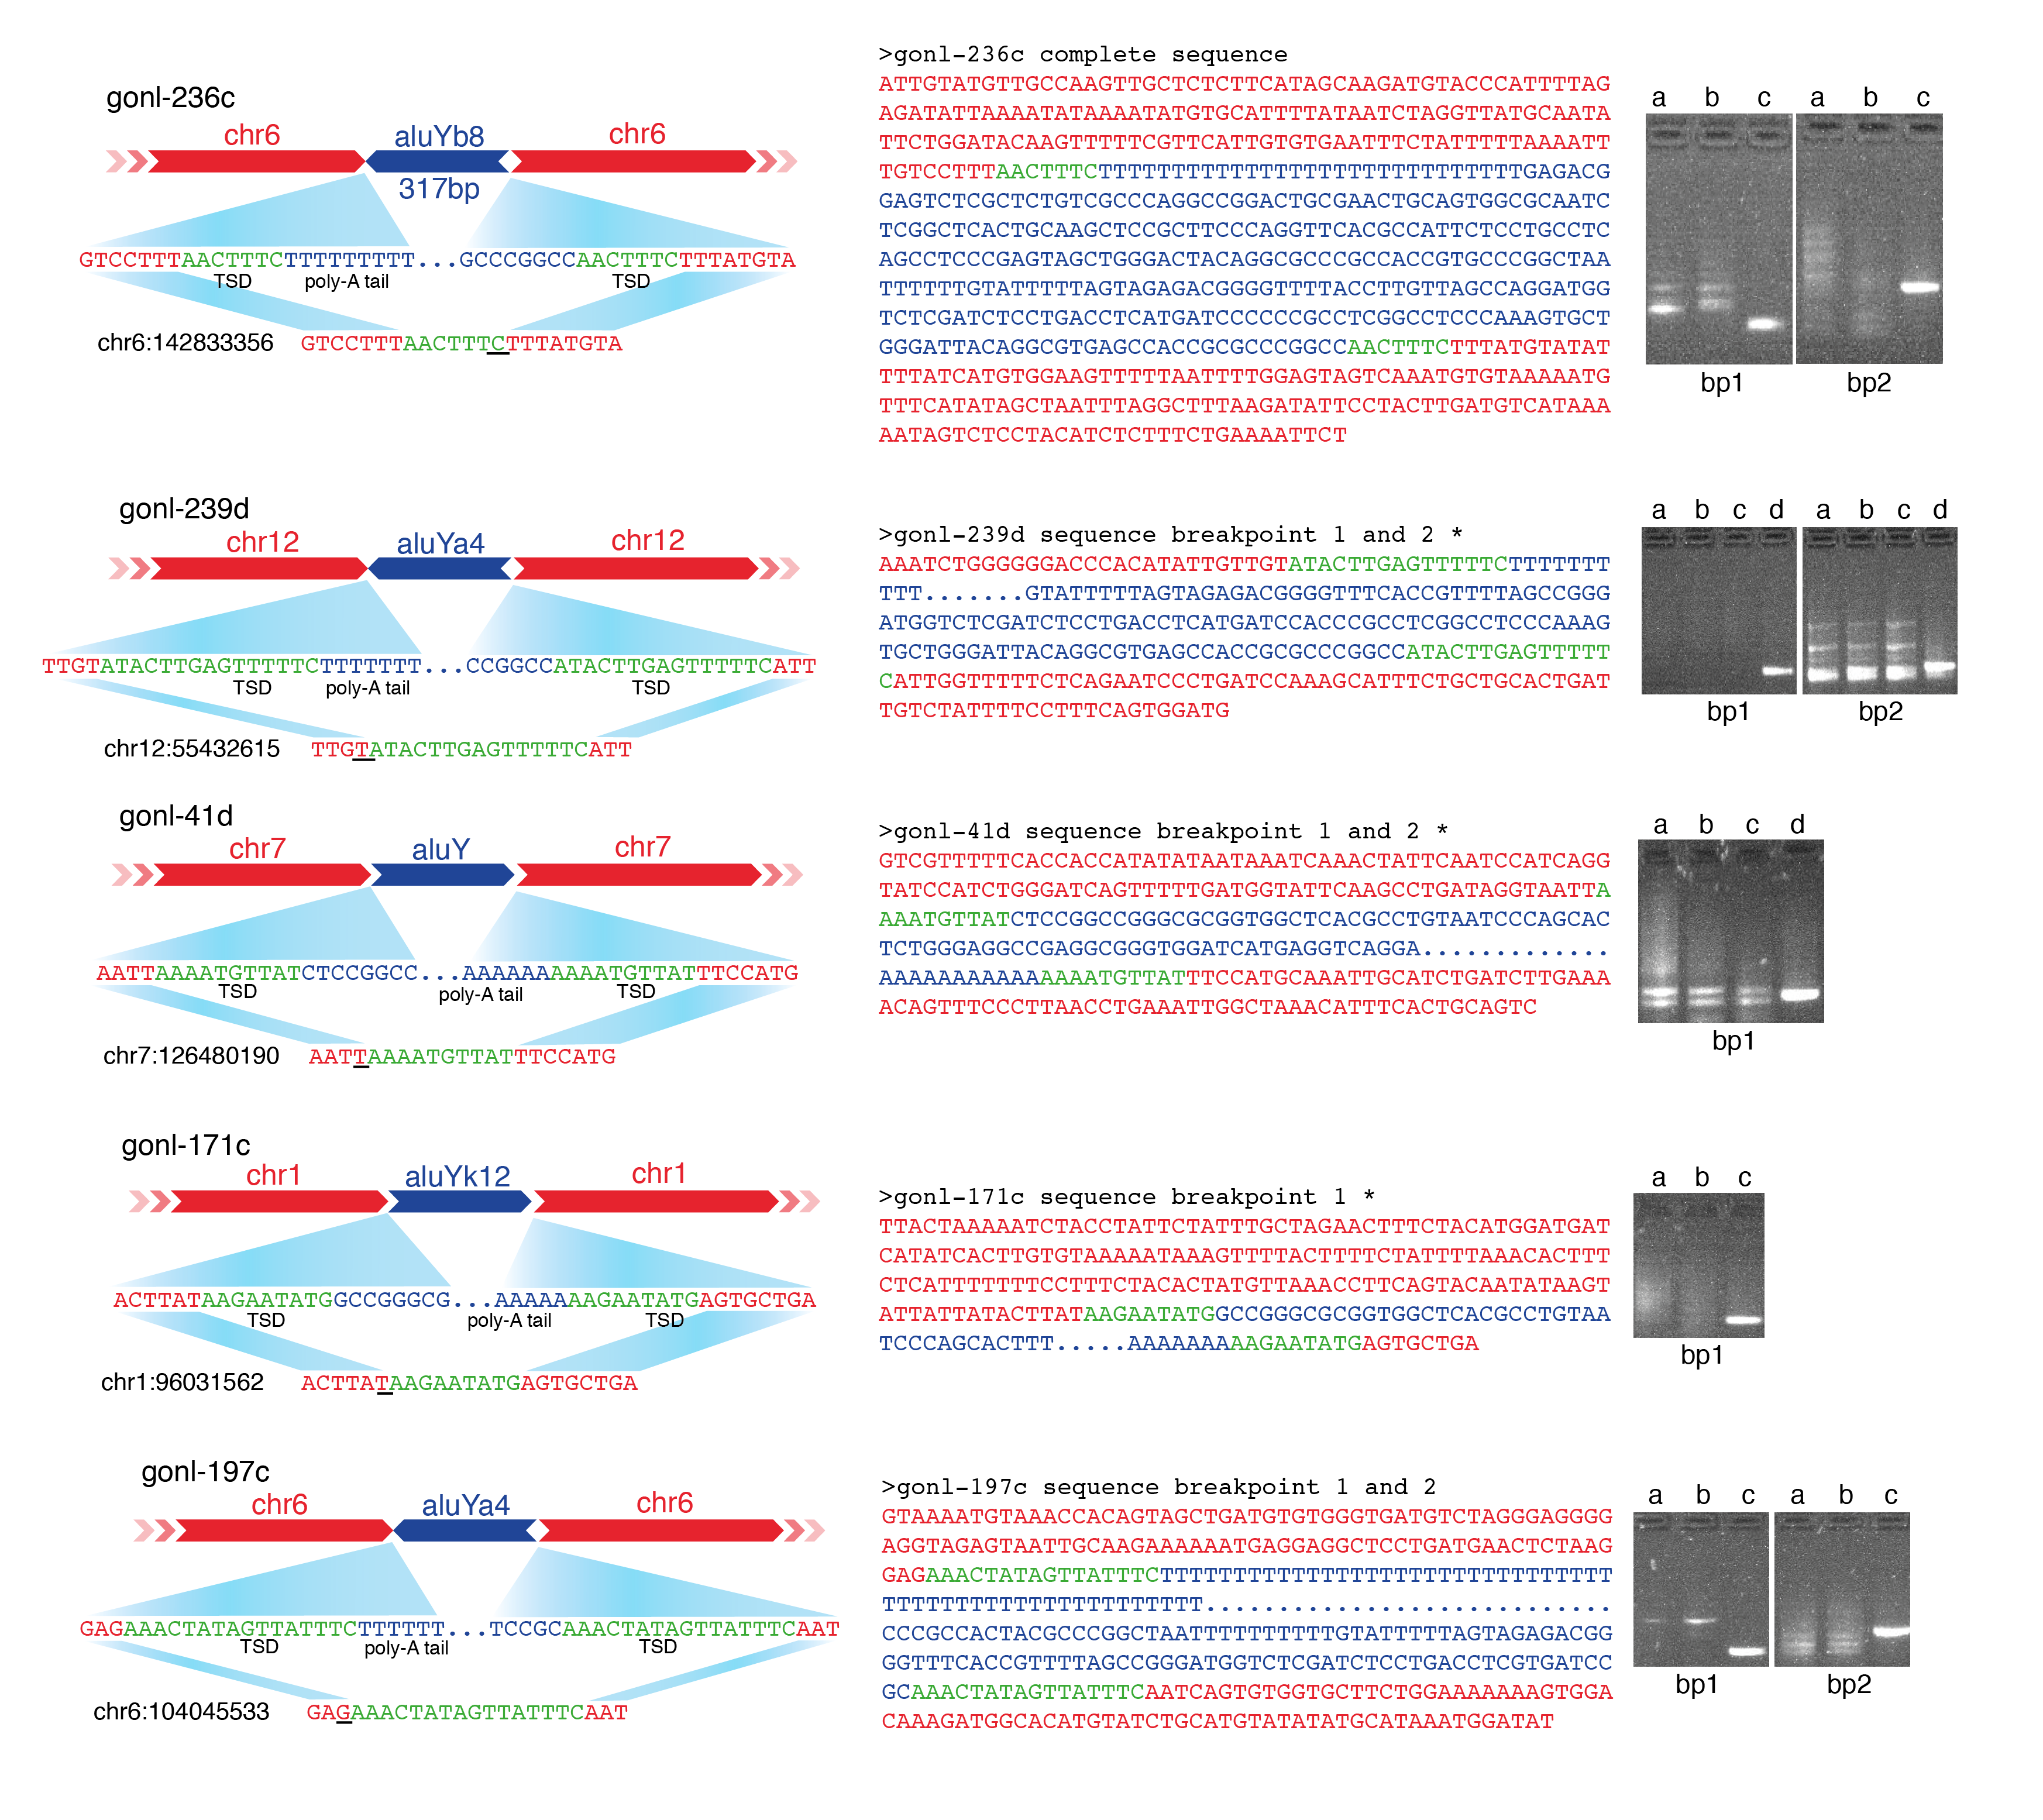 gonl-236c
chr6 aluYb8 chr6
317bp
GTCCTTTAACTTTCTTTTTTTTT...GCCCGGCCAACTTTCTTTATGTA
TSD poly-A tail TSD
chr6:142833356 GTCCTTTAACTTTCTTTATGTA
>gonl-236c complete sequence
ATTGTATGTTGCCAAGTTGCTCTCTTCATAGCAAGATGTACCCATTTTAG
AGATATTAAAATATAAAATATGTGCATTTTATAATCTAGGTTATGCAATA
TTCTGGATACAAGTTTTTCGTTCATTGTGTGAATTTCTATTTTTAAAATT
TGTCCTTTAACTTTCTTTTTTTTTTTTTTTTTTTTTTTTTTTTTGAGACG
GAGTCTCGCTCTGTCGCCCAGGCCGGACTGCGAACTGCAGTGGCGCAATC
TCGGCTCACTGCAAGCTCCGCTTCCCAGGTTCACGCCATTCTCCTGCCTC
AGCCTCCCGAGTAGCTGGGACTACAGGCGCCCGCCACCGTGCCCGGCTAA
TTTTTTGTATTTTTAGTAGAGACGGGGTTTTACCTTGTTAGCCAGGATGG
TCTCGATCTCCTGACCTCATGATCCCCCCGCCTCGGCCTCCCAAAGTGCT
GGGATTACAGGCGTGAGCCACCGCGCCCGGCCAACTTTCTTTATGTATAT
TTTATCATGTGGAAGTTTTTAATTTTGGAGTAGTCAAATGTGTAAAAATG
TTTCATATAGCTAATTTAGGCTTTAAGATATTCCTACTTGATGTCATAAA
AATAGTCTCCTACATCTCTTTCTGAAAATTCT
a b c a b c
bp1 bp2
gonl-239d
chr12 aluYa4 chr12
TTGTATACTTGAGTTTTTCTTTTTTT...CCGGCCATACTTGAGTTTTTCATT
TSD poly-A tail TSD
chr12:55432615 TTGTATACTTGAGTTTTTCATT
>gonl-239d sequence breakpoint 1 and 2 *
AAATCTGGGGGGACCCACATATTGTTGTATACTTGAGTTTTTCTTTTTTT
TTT.......GTATTTTTAGTAGAGACGGGGTTTCACCGTTTTAGCCGGG
ATGGTCTCGATCTCCTGACCTCATGATCCACCCGCCTCGGCCTCCCAAAG
TGCTGGGATTACAGGCGTGAGCCACCGCGCCCGGCCATACTTGAGTTTTT
CATTGGTTTTTCTCAGAATCCCTGATCCAAAGCATTTCTGCTGCACTGAT
TGTCTATTTTCCTTTCAGTGGATG
a b c d a b c d
bp1 bp2
gonl-41d
chr7 aluY chr7
AATTAAAATGTTATCTCCGGCC...AAAAAAAAAATGTTATTTCCATG
TSD poly-A tail TSD
chr7:126480190 AATTAAAATGTTATTTCCATG
>gonl-41d sequence breakpoint 1 and 2 *
GTCGTTTTTCACCACCATATATAATAAATCAAACTATTCAATCCATCAGG
TATCCATCTGGGATCAGTTTTTGATGGTATTCAAGCCTGATAGGTAATTA
AAATGTTATCTCCGGCCGGGCGCGGTGGCTCACGCCTGTAATCCCAGCAC
TCTGGGAGGCCGAGGCGGGTGGATCATGAGGTCAGGA.............
AAAAAAAAAAAAAAATGTTATTTCCATGCAAATTGCATCTGATCTTGAAA
ACAGTTTCCCTTAACCTGAAATTGGCTAAACATTTCACTGCAGTC
a b c d
bp1
gonl-171c
chr1 aluYk12 chr1
ACTTATAAGAATATGGCCGGGCG...AAAAAAAGAATATGAGTGCTGA
TSD poly-A tail TSD
chr1:96031562 ACTTATAAGAATATGAGTGCTGA
>gonl-171c sequence breakpoint 1 *
TTACTAAAAATCTACCTATTCTATTTGCTAGAACTTTCTACATGGATGAT
CATATCACTTGTGTAAAAATAAAGTTTTACTTTTCTATTTTAAACACTTT
CTCATTTTTTTCCTTTCTACACTATGTTAAACCTTCAGTACAATATAAGT
ATTATTATACTTATAAGAATATGGCCGGGCGCGGTGGCTCACGCCTGTAA
TCCCAGCACTTT.....AAAAAAAAAGAATATGAGTGCTGA
a b c
bp1
gonl-197c
chr6 aluYa4 chr6
GAGAAACTATAGTTATTTCTTTTTT...TCCGCAAACTATAGTTATTTCAAT
TSD poly-A tail TSD
chr6:104045533 GAGAAACTATAGTTATTTCAAT
>gonl-197c sequence breakpoint 1 and 2
GTAAAATGTAAACCACAGTAGCTGATGTGTGGGTGATGTCTAGGGAGGGG
AGGTAGAGTAATTGCAAGAAAAAATGAGGAGGCTCCTGATGAACTCTAAG
GAGAAACTATAGTTATTTCTTTTTTTTTTTTTTTTTTTTTTTTTTTTTTT
TTTTTTTTTTTTTTTTTTTTTT............................
CCCGCCACTACGCCCGGCTAATTTTTTTTTTGTATTTTTAGTAGAGACGG
GGTTTCACCGTTTTAGCCGGGATGGTCTCGATCTCCTGACCTCGTGATCC
GCAAACTATAGTTATTTCAATCAGTGTGGTGCTTCTGGAAAAAAAGTGGA
CAAAGATGGCACATGTATCTGCATGTATATATGCATAAATGGATAT
a b c a b c
bp1 bp2